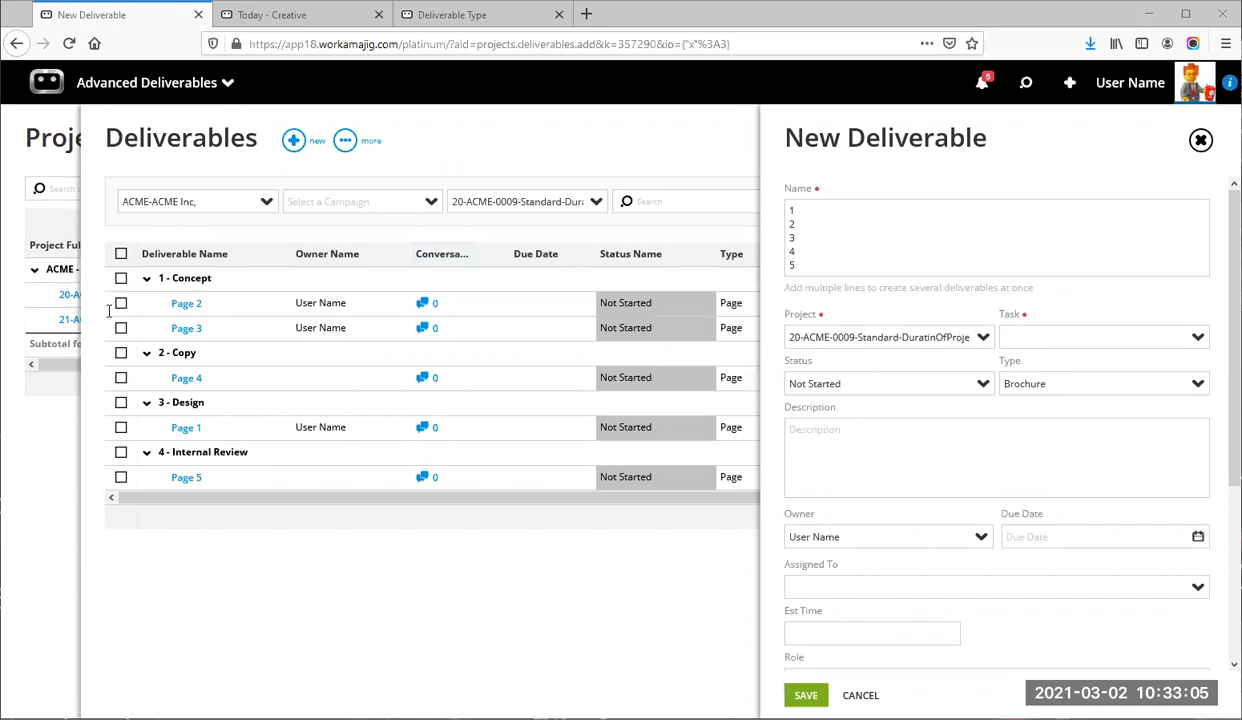 New Deliverable
Today - Creative
Deliverable Type
https://app18.workamajig.com/platinum/?aid=projects.deliverables.add&k=357290&io={"x"%3A3}
Advanced Deliverables
5
User Name
i
Proje
Search
Project Ful
ACME -
20-A
21-A
Subtotal fo
Deliverables
new
more
ACME-ACME Inc,
Select a Campaign
20-ACME-0009-Standard-Dura
Search
Deliverable Name Owner Name Conversa... Due Date Status Name Type
1 - Concept
Page 2 User Name 0 Not Started Page
Page 3 User Name 0 Not Started Page
2 - Copy
Page 4 0 Not Started Page
3 - Design
Page 1 User Name 0 Not Started Page
4 - Internal Review
Page 5 0 Not Started Page
New Deliverable
Name
1
2
3
4
5
Add multiple lines to create several deliverables at once
Project Task
20-ACME-0009-Standard-DuratinOfProje
Status Type
Not Started Brochure
Description
Description
Owner Due Date
User Name Due Date
Assigned To
Est Time
Role
SAVE CANCEL
2021-03-02 10:33:05